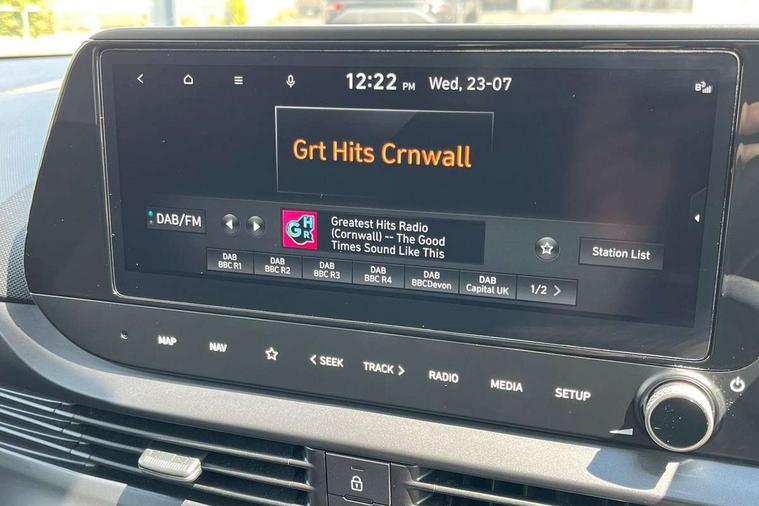 12:22 PM Wed, 23-07
Grt Hits Crnwall
DAB/FM
GHR
Greatest Hits Radio
(Cornwall) -- The Good
Times Sound Like This
Station List
DAB
BBC R1
DAB
BBC R2
DAB
BBC R3
DAB
BBC R4
DAB
BBCDevon
DAB
Capital UK
1/2 >
MAP
NAV
< SEEK
TRACK >
RADIO
MEDIA
SETUP